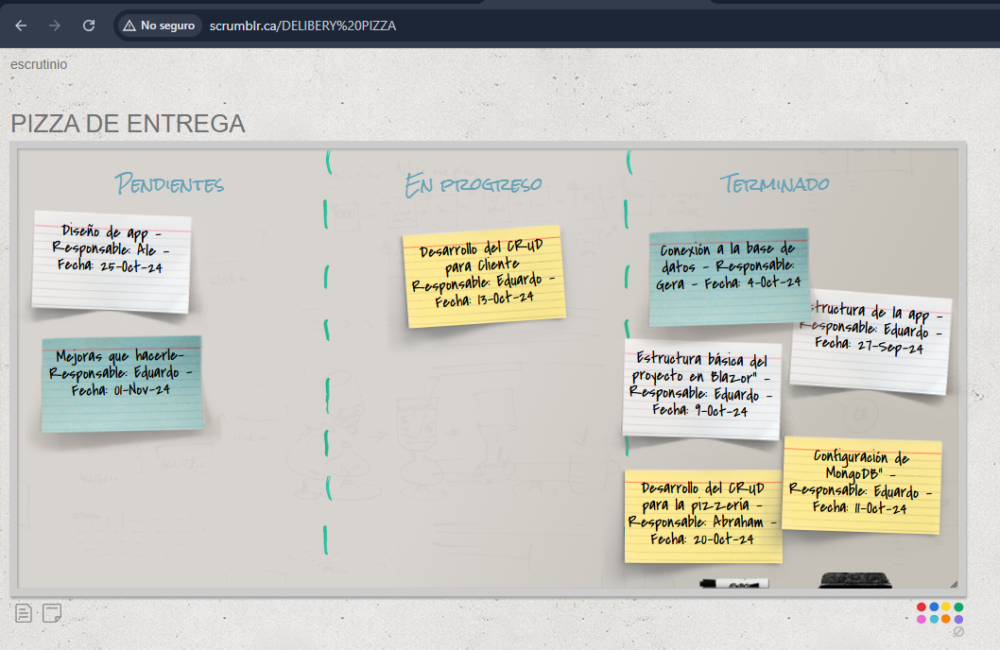 No seguro
scrumblr.ca/DELIBERY%20PIZZA
escrutinio
PIZZA DE ENTREGA
Pendientes
En progreso
Terminado
Diseño de app -
Responsable: Ale -
Fecha: 25-Oct-24
Mejoras que hacerle-
Responsable: Eduardo -
Fecha: 01-Nov-24
Desarrollo del CRUD
para Cliente
Responsable: Eduardo -
Fecha: 13-Oct-24
Conexión a la base de
datos - Responsable:
Gera - Fecha: 4-Oct-24
structura de la app -
Responsable: Eduardo -
Fecha: 27-Sep-24
Estructura básica del
proyecto en Blazor" -
Responsable: Eduardo -
Fecha: 9-Oct-24
Configuración de
MongoDB" -
Responsable: Eduardo -
Fecha: 11-Oct-24
Desarrollo del CRUD
para la pizzería -
Responsable: Abraham -
Fecha: 20-Oct-24